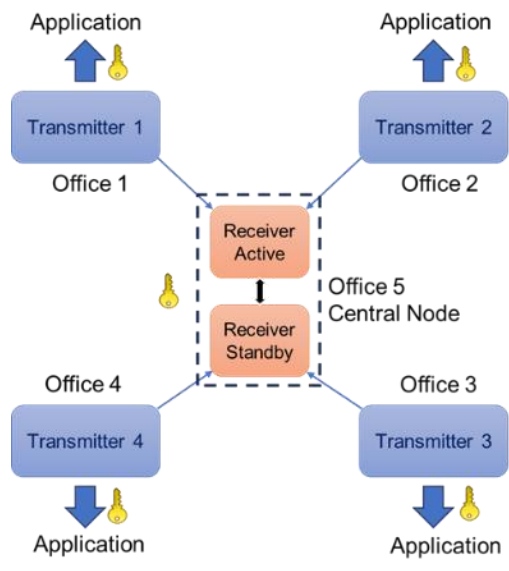 Application
Application
Transmitter 1
Transmitter 2
Office 1
Office 2
Receiver
Active
Office 5
Central Node
Receiver
Standby
Office 4
Office 3
Transmitter 4
Transmitter 3
Application
Application